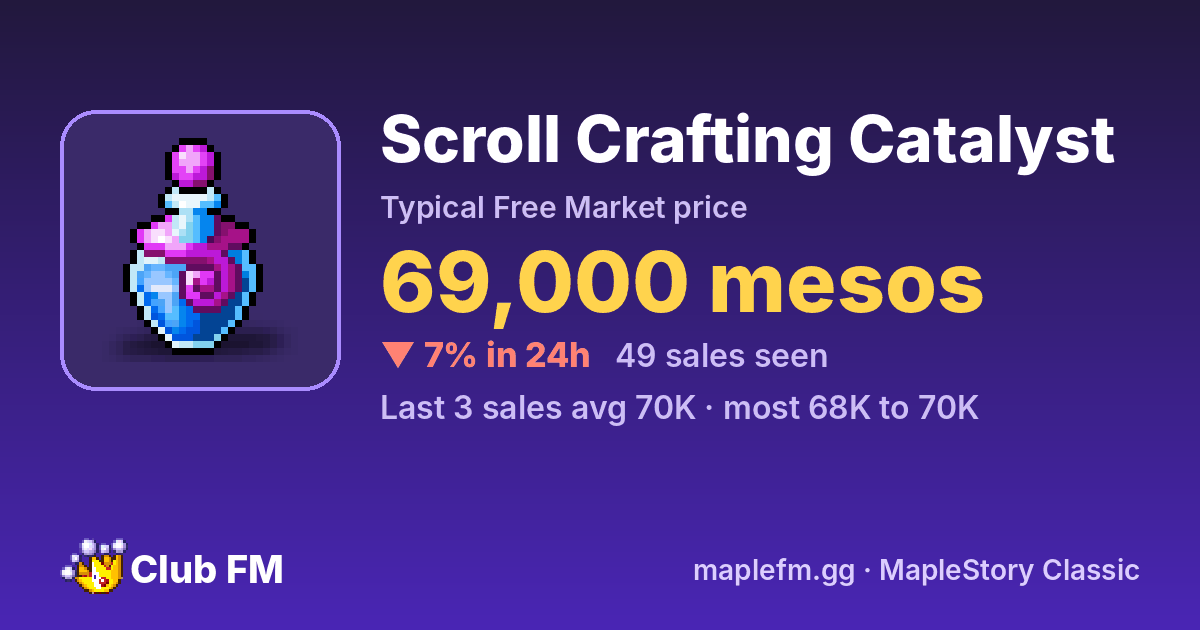 Scroll Crafting Catalyst
Typical Free Market price
69,000 mesos
▼ 7% in 24h 49 sales seen
Last 3 sales avg 70K · most 68K to 70K
Club FM
maplefm.gg · MapleStory Classic